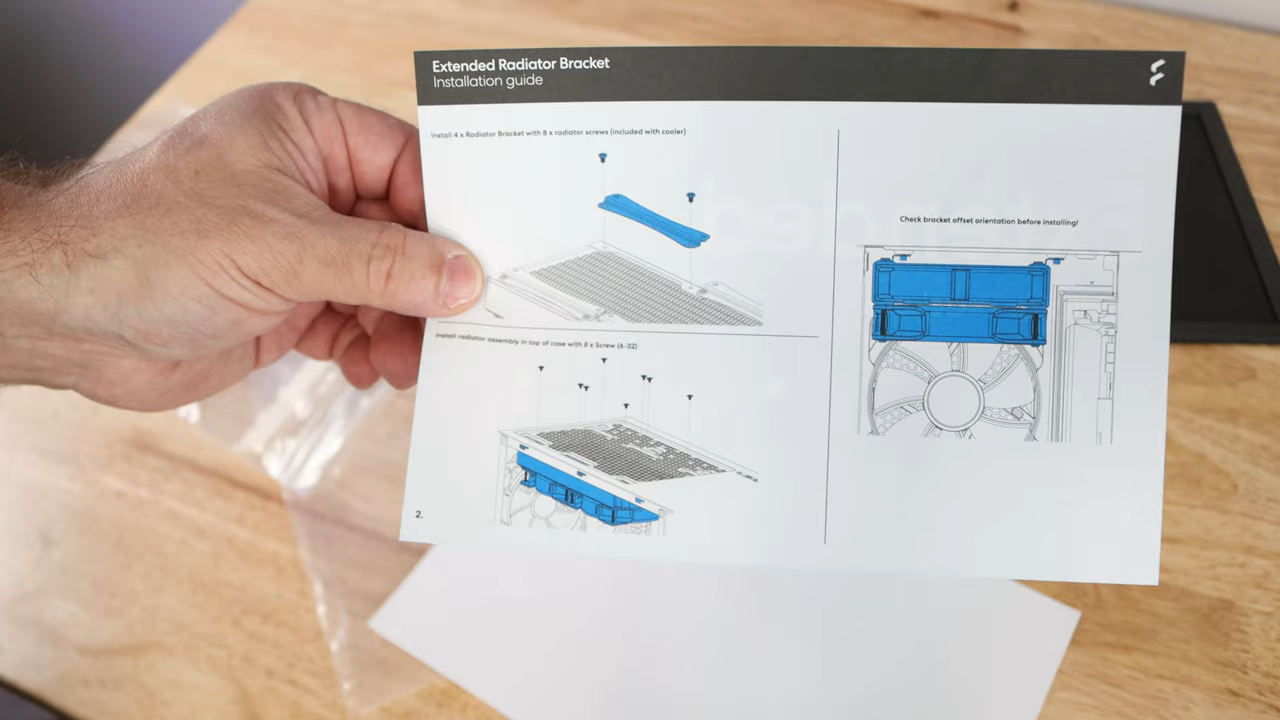 Extended Radiator Bracket
Installation guide
Install 4 x Radiator Bracket with 8 x radiator screws (included with cooler)
Install radiator assembly in top of case with 8 x Screw (6-32)
2.
Check bracket offset orientation before installing!